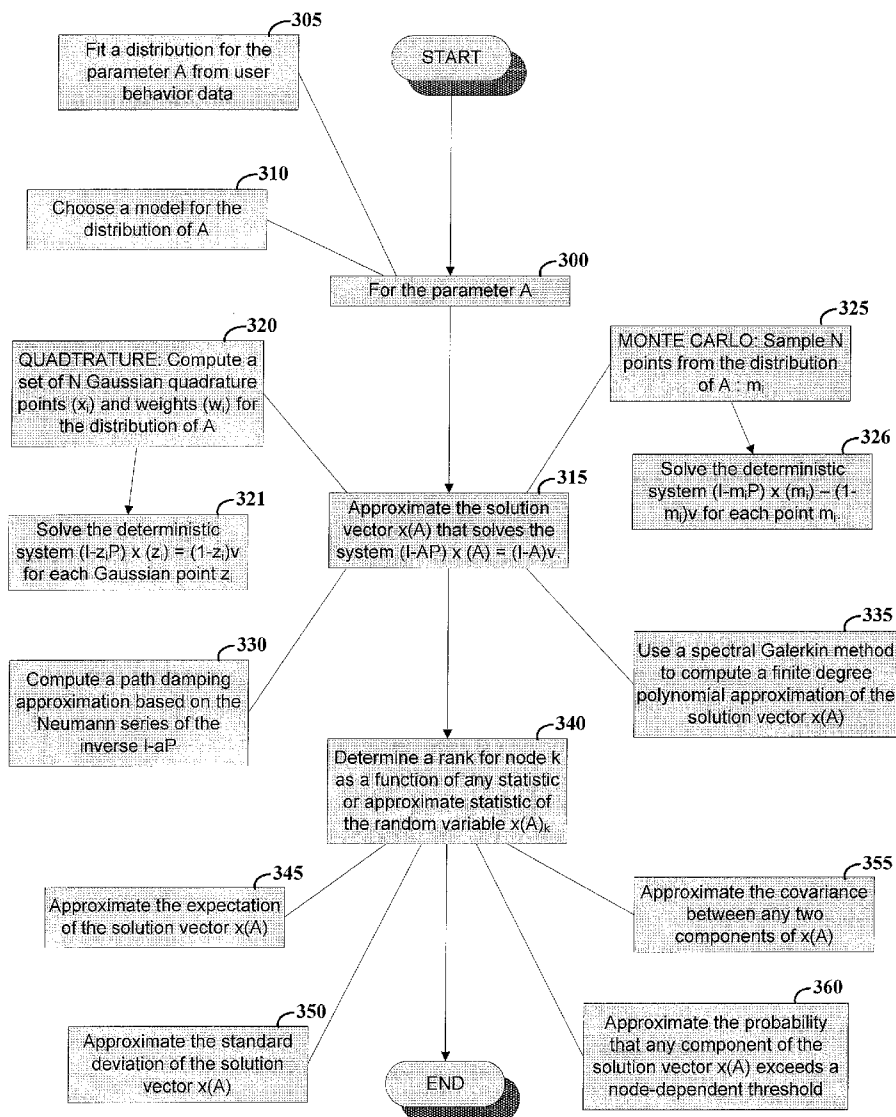 305
Fit a distribution for the
parameter A from user
behavior data
START
310
Choose a model for the
distribution of A
300
For the parameter A
320
QUADTRATURE: Compute a
set of N Gaussian quadrature
points (xᵢ) and weights (wᵢ) for
the distribution of A
325
MONTE CARLO: Sample N
points from the distribution
of A : mᵢ
321
Solve the deterministic
system (I-zᵢP) x (zᵢ) = (1-zᵢ)v
for each Gaussian point zᵢ
315
Approximate the solution
vector x(A) that solves the
system (I-AP) x (A) = (I-A)v.
326
Solve the deterministic
system (I-mᵢP) x (mᵢ) – (1-
mᵢ)v for each point mᵢ.
330
Compute a path damping
approximation based on the
Neumann series of the
inverse I-aP
335
Use a spectral Galerkin method
to compute a finite degree
polynomial approximation of the
solution vector x(A)
340
Determine a rank for node k
as a function of any statistic
or approximate statistic of
the random variable x(A)ₖ
345
Approximate the expectation
of the solution vector x(A)
355
Approximate the covariance
between any two
components of x(A)
350
Approximate the standard
deviation of the solution
vector x(A)
END
360
Approximate the probability
that any component of the
solution vector x(A) exceeds a
node-dependent threshold